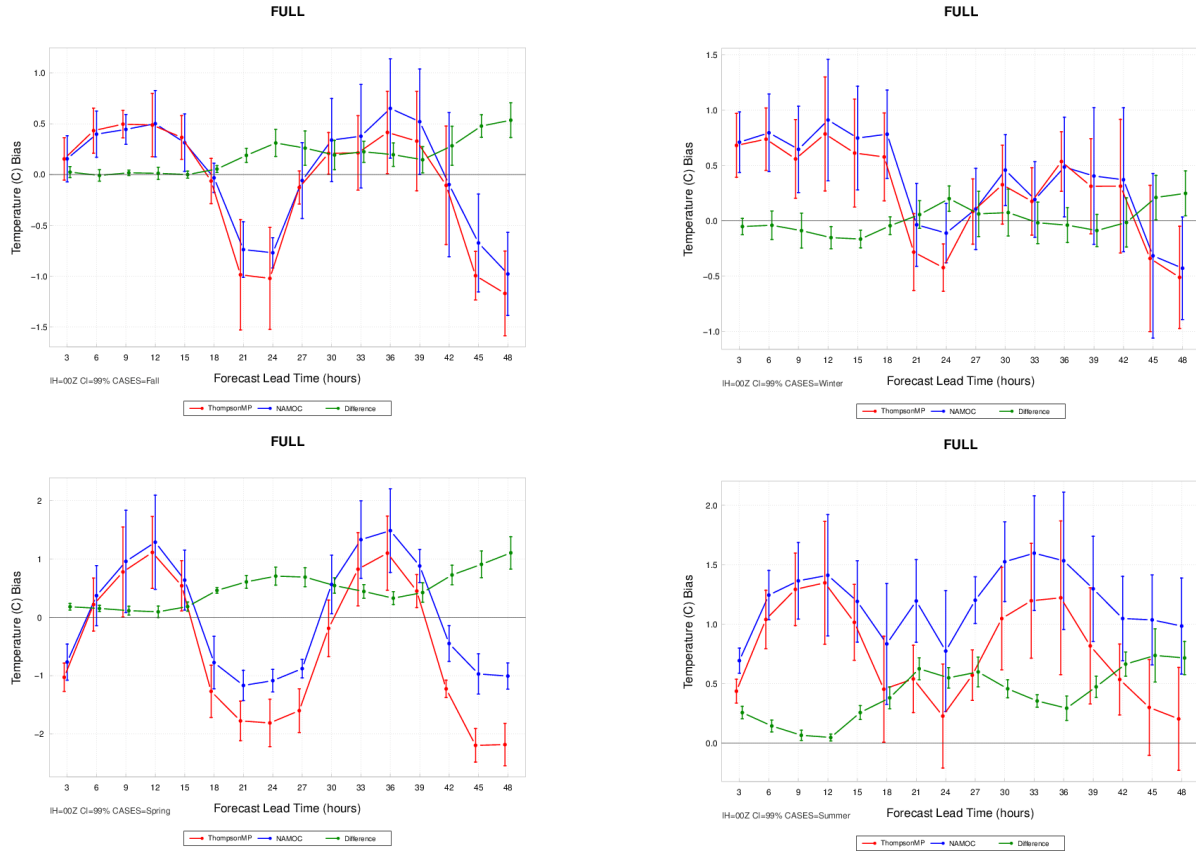 FULL
Temperature (C) Bias
1.0
0.5
0.0
−0.5
−1.0
−1.5
3 6 9 12 15 18 21 24 27 30 33 36 39 42 45 48
Forecast Lead Time (hours)
IH=00Z CI=99% CASES=Fall
ThompsonMP NAMOC Difference
FULL
Temperature (C) Bias
1.5
1.0
0.5
0.0
−0.5
−1.0
3 6 9 12 15 18 21 24 27 30 33 36 39 42 45 48
Forecast Lead Time (hours)
IH=00Z CI=99% CASES=Winter
ThompsonMP NAMOC Difference
FULL
Temperature (C) Bias
2
1
0
−1
−2
3 6 9 12 15 18 21 24 27 30 33 36 39 42 45 48
Forecast Lead Time (hours)
IH=00Z CI=99% CASES=Spring
ThompsonMP NAMOC Difference
FULL
Temperature (C) Bias
2.0
1.5
1.0
0.5
0.0
3 6 9 12 15 18 21 24 27 30 33 36 39 42 45 48
Forecast Lead Time (hours)
IH=00Z CI=99% CASES=Summer
ThompsonMP NAMOC Difference